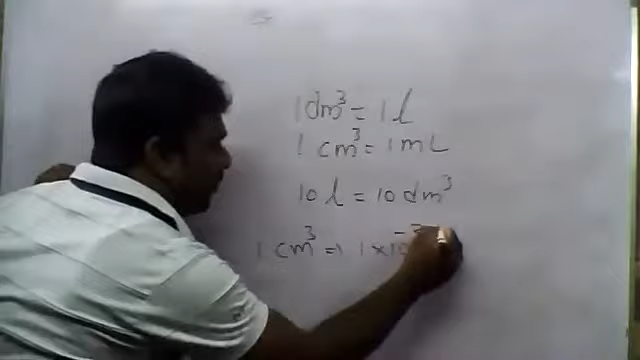 1 dm³ = 1 l
1 cm³ = 1 mL
10 l = 10 dm³
1 cm³ = 1 × 10⁻³